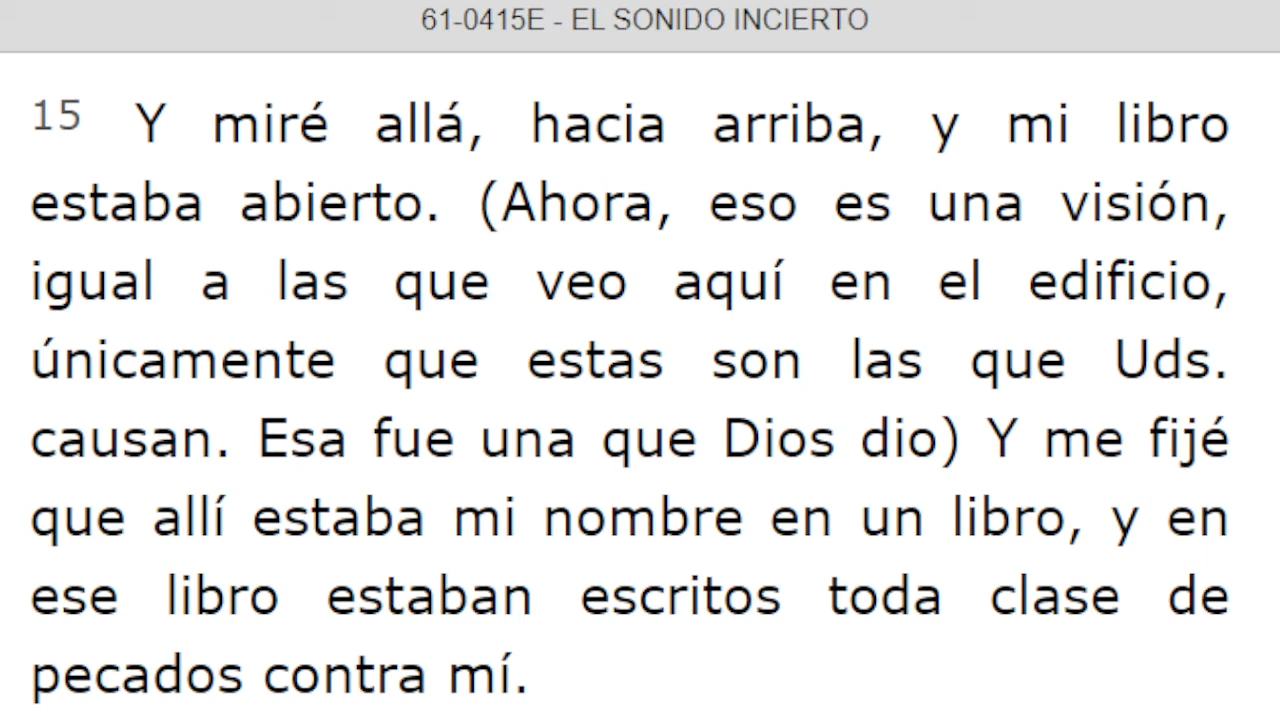 61-0415E - EL SONIDO INCIERTO
15 Y miré allá, hacia arriba, y mi libro
estaba abierto. (Ahora, eso es una visión,
igual a las que veo aquí en el edificio,
únicamente que estas son las que Uds.
causan. Esa fue una que Dios dio) Y me fijé
que allí estaba mi nombre en un libro, y en
ese libro estaban escritos toda clase de
pecados contra mí.